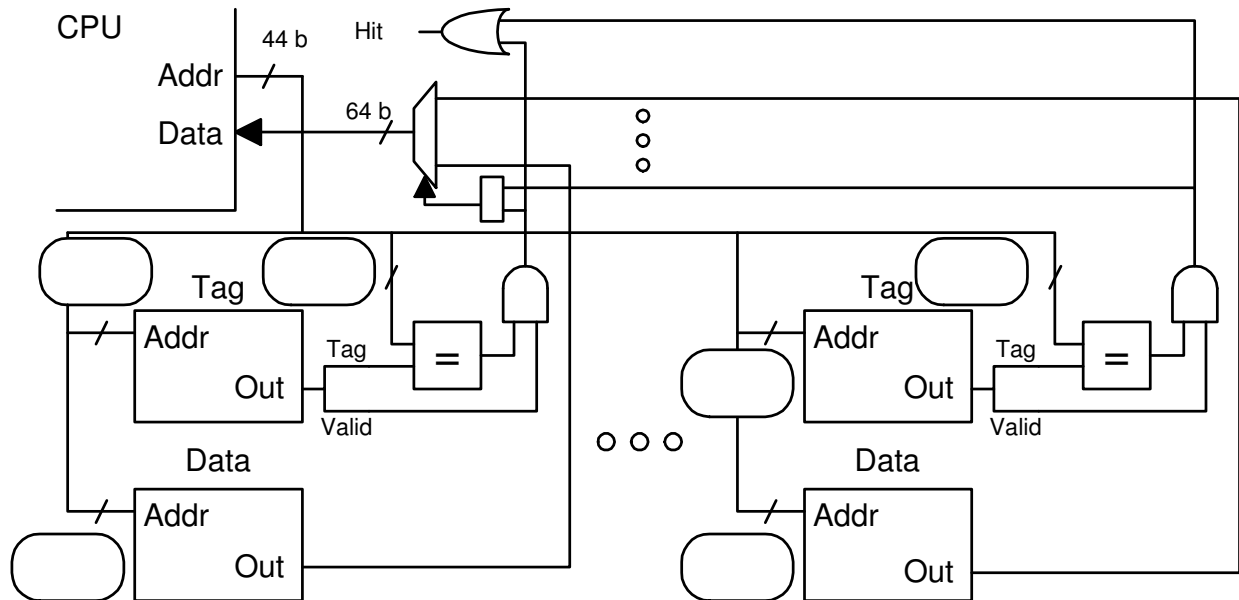 CPU
44 b
Hit
Addr
64 b
Data
Tag
Tag
Addr
Tag
=
Out
Valid
Addr
Tag
=
Out
Valid
Data
Data
Addr
Out
Addr
Out